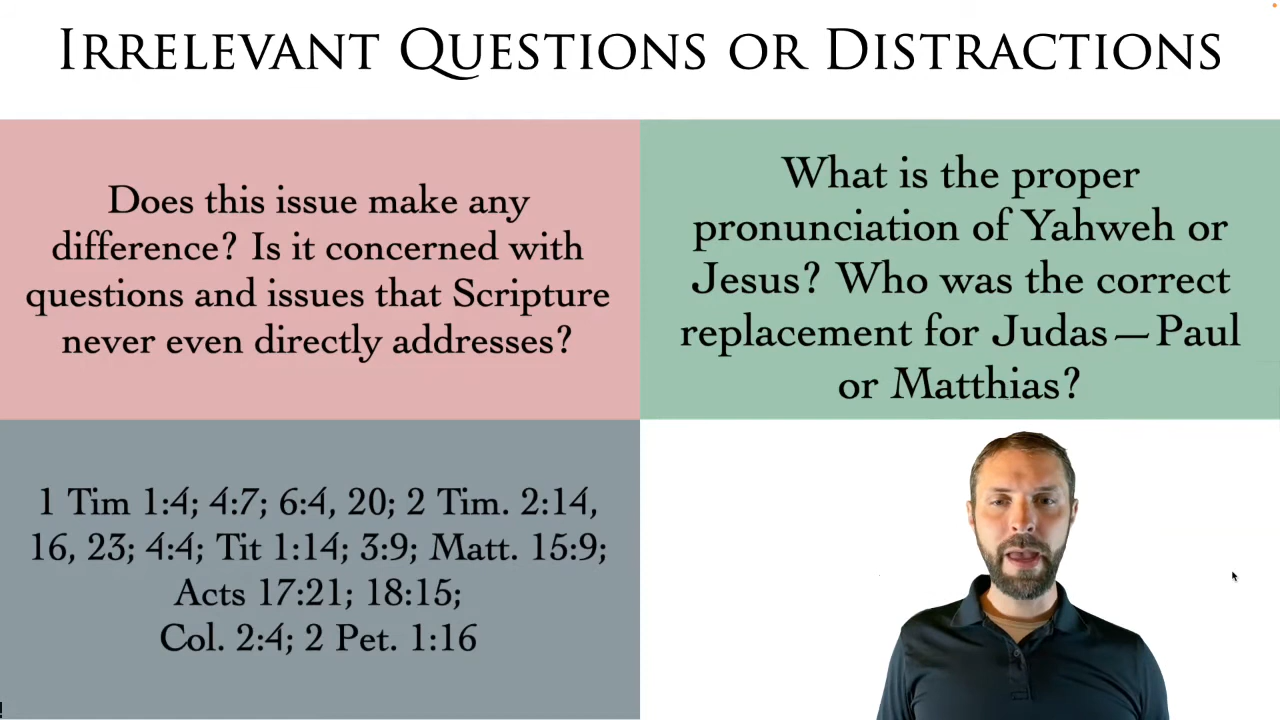 IRRELEVANT QUESTIONS OR DISTRACTIONS
Does this issue make any
difference? Is it concerned with
questions and issues that Scripture
never even directly addresses?
What is the proper
pronunciation of Yahweh or
Jesus? Who was the correct
replacement for Judas—Paul
or Matthias?
1 Tim 1:4; 4:7; 6:4, 20; 2 Tim. 2:14,
16, 23; 4:4; Tit 1:14; 3:9; Matt. 15:9;
Acts 17:21; 18:15;
Col. 2:4; 2 Pet. 1:16